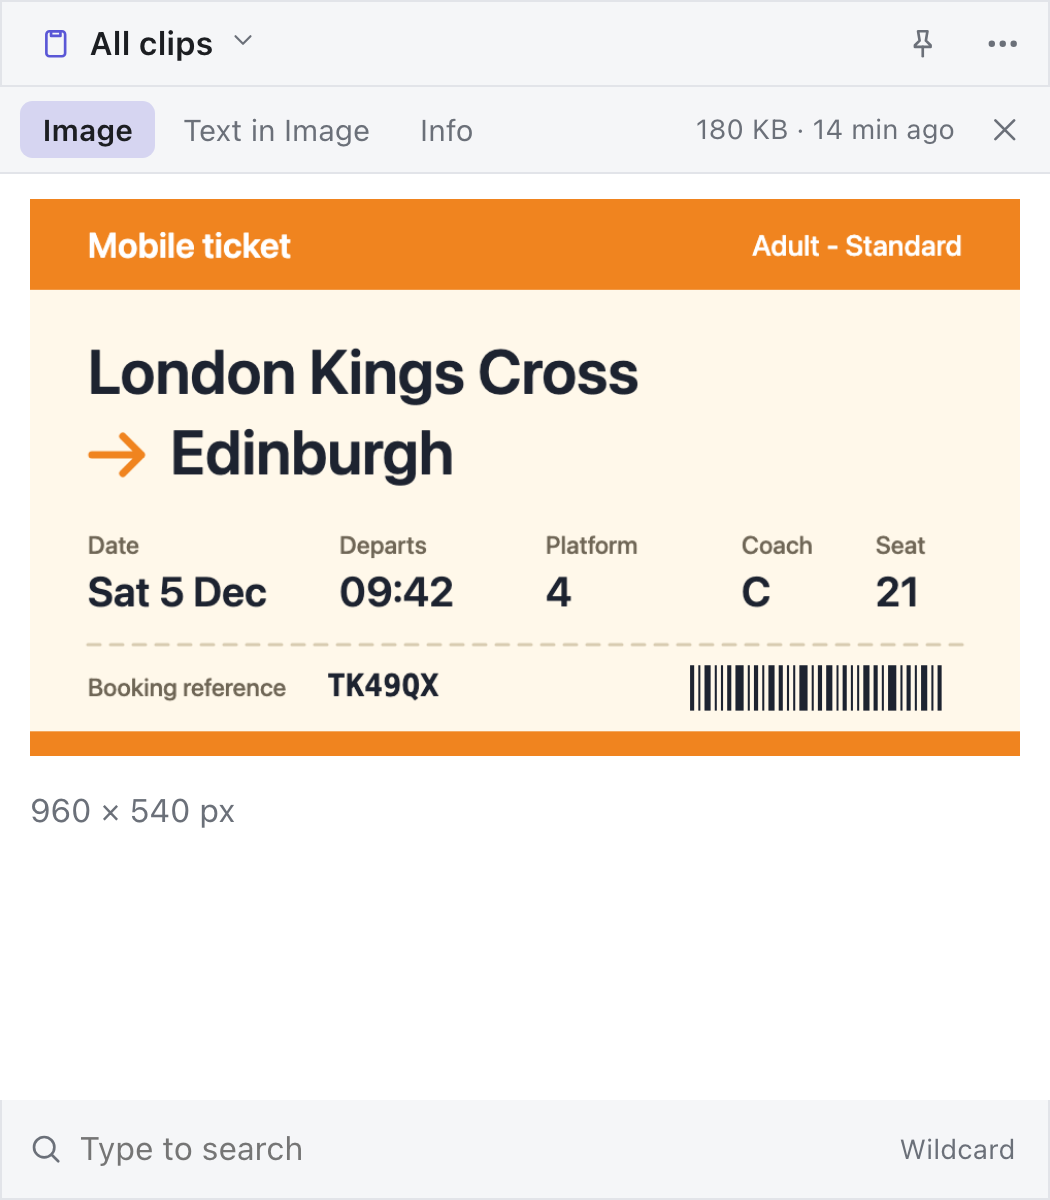 All clips
Image Text in Image Info 180 KB · 14 min ago
Mobile ticket Adult - Standard
London Kings Cross
→ Edinburgh
Date Departs Platform Coach Seat
Sat 5 Dec 09:42 4 C 21
Booking reference TK49QX
960 × 540 px
Type to search Wildcard